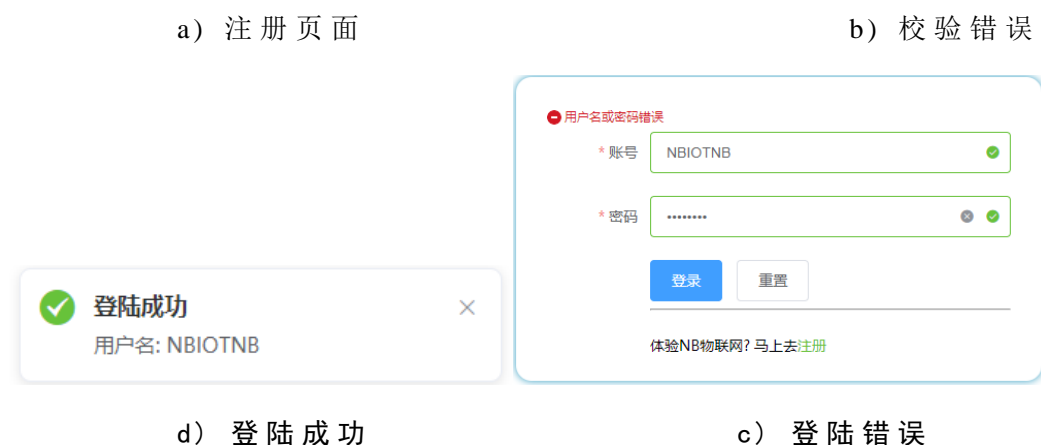 a) 注册页面
b) 校验错误
用户名或密码错误
* 账号 NBIOTNB
* 密码 ••••••••
登录 重置
体验NB物联网? 马上去注册
登陆成功
用户名: NBIOTNB
d） 登陆成功
c） 登陆错误